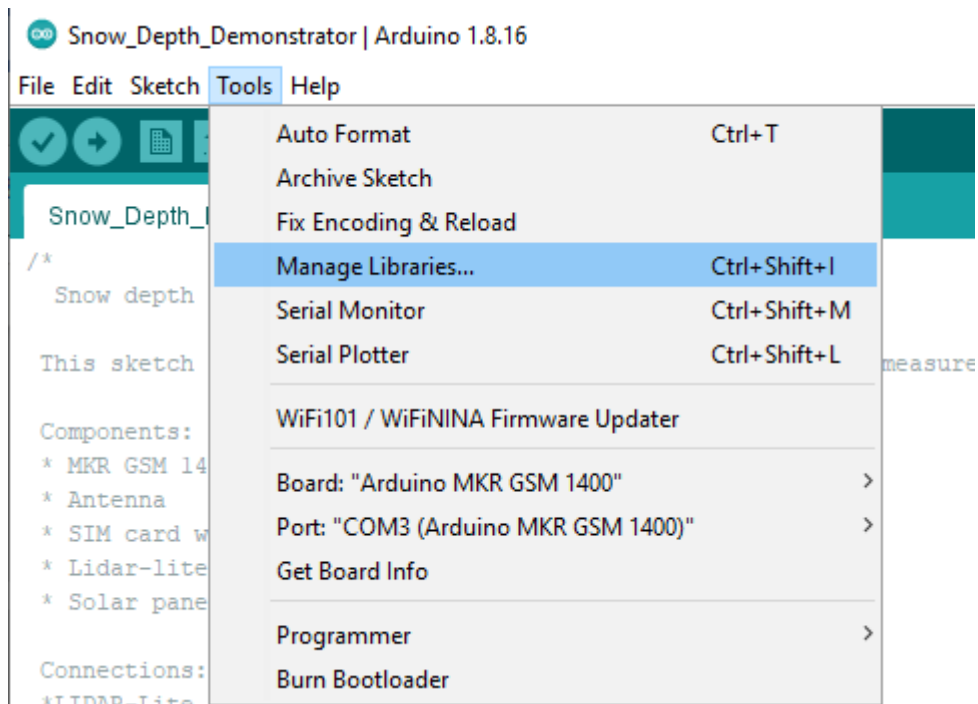 Snow_Depth_Demonstrator | Arduino 1.8.16
File Edit Sketch Tools Help
Auto Format Ctrl+T
Archive Sketch
Snow_Depth_
Fix Encoding & Reload
/*
Manage Libraries... Ctrl+Shift+I
Snow depth
Serial Monitor Ctrl+Shift+M
This sketch
Serial Plotter Ctrl+Shift+L
measure
WiFi101 / WiFiNINA Firmware Updater
Components:
* MKR GSM 14
Board: "Arduino MKR GSM 1400"
* Antenna
Port: "COM3 (Arduino MKR GSM 1400)"
* SIM card w
* Lidar-lite
Get Board Info
* Solar pane
Programmer
Connections:
Burn Bootloader
*LIDAR-Lite